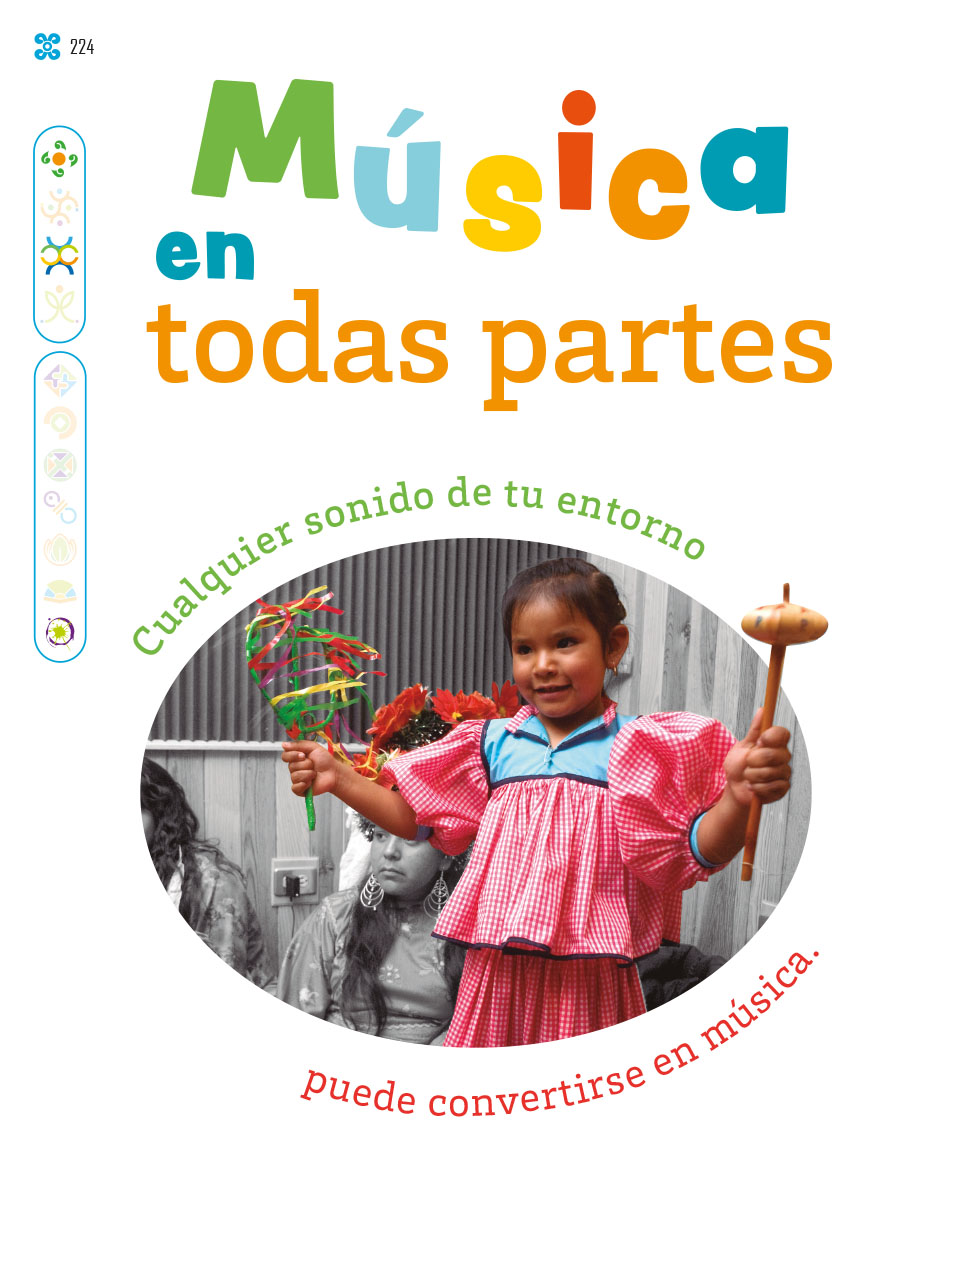 224
Música
en
todas partes
Cualquier sonido de tu entorno
puede convertirse en música.